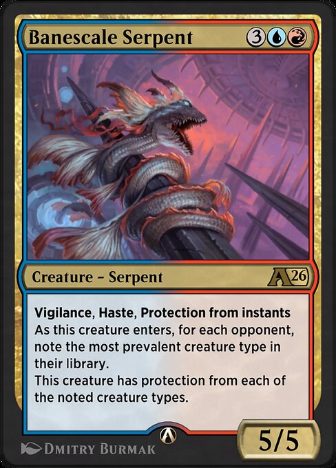 Banescale Serpent 3
Creature – Serpent A26
Vigilance, Haste, Protection from instants
As this creature enters, for each opponent,
note the most prevalent creature type in
their library.
This creature has protection from each of
the noted creature types.
Dmitry Burmak
5/5